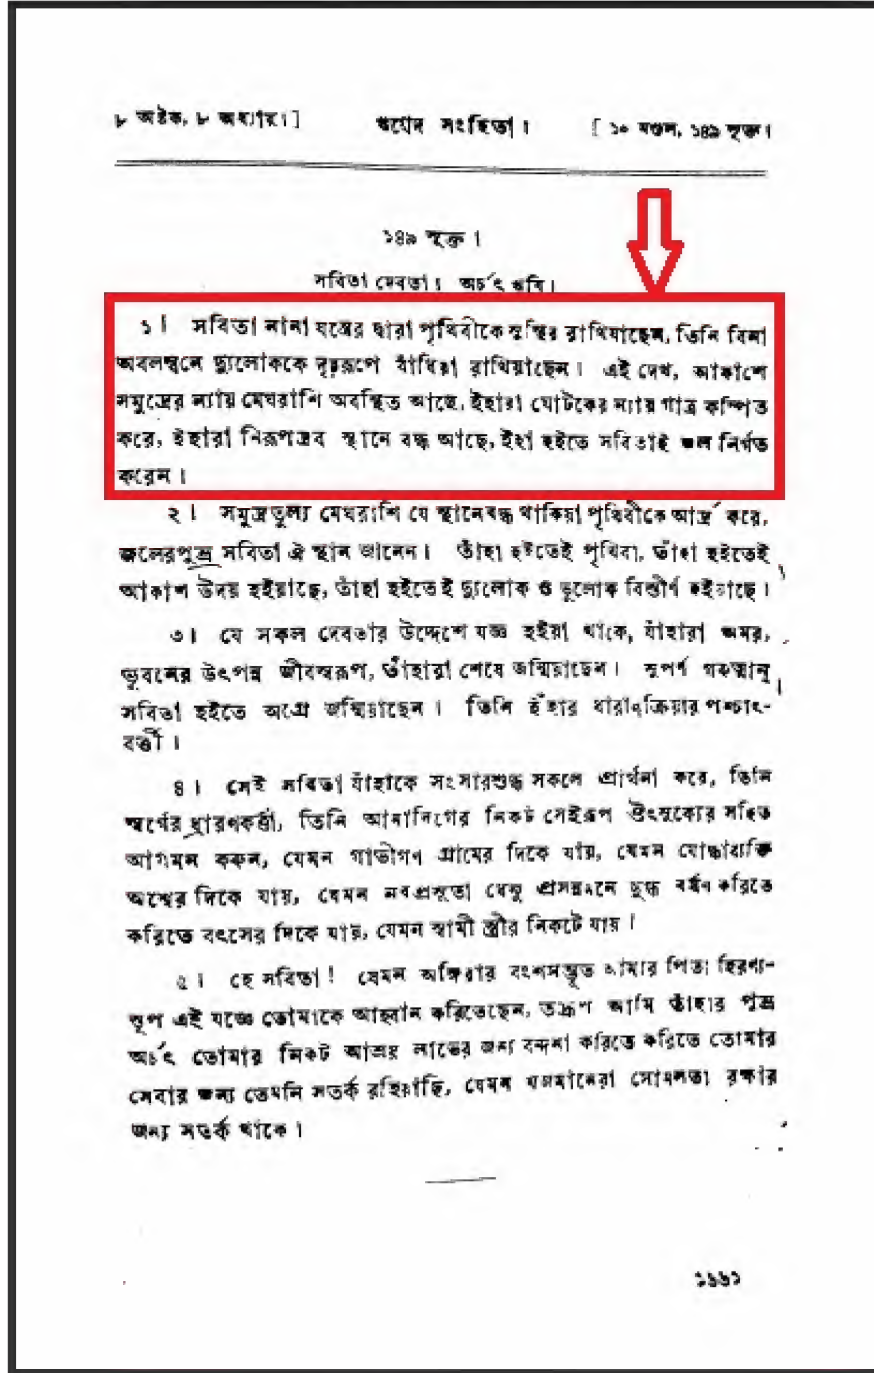 ৮ অষ্টক, ৮ অধ্যায়।] ঋগ্বেদ সংহিতা। [ ১০ মণ্ডল, ১৪৯ সূক্ত।
১৪৯ সূক্ত।
সবিতা দেবতা। অর্চৎ ঋষি।
১। সবিতা নানা যন্ত্রের দ্বারা পৃথিবীকে সুস্থির রাখিয়াছেন, তিনি বিনা
অবলম্বনে দ্যুলোককে দৃঢ়রূপে বাঁধিয়া রাখিয়াছেন। এই দেখ, আকাশে
সমুদ্রের ন্যায় মেঘরাশি অবস্থিত আছে, ইহারা ঘোটকের ন্যায় গাত্র কম্পিত
করে, ইহারা নিরূপদ্রব স্থানে বদ্ধ আছে, ইহা হইতে সবিতাই জল নির্গত
করেন।
২। সমুদ্রতুল্য মেঘরাশি যে স্থানেবদ্ধ থাকিয়া পৃথিবীকে আর্দ্র করে,
জলেরপুত্র সবিতা ঐ স্থান জানেন। তাঁহা হইতেই পৃথিবী, তাঁহা হইতেই
আকাশ উদয় হইয়াছে, তাঁহা হইতেই দ্যুলোক ও ভূলোক বিস্তীর্ণ হইয়াছে।
৩। যে সকল দেবতার উদ্দেশে যজ্ঞ হইয়া থাকে, যাঁহারা অমর,
ভুবনের উৎপন্ন জীবস্বরূপ, তাঁহারা শেষে জন্মিয়াছেন। সুপর্ণ গরুত্মান্
সবিতা হইতে অগ্রে জন্মিয়াছেন। তিনি ইঁহার ধারণক্রিয়ার পশ্চাৎ-
বর্ত্তী।
৪। সেই সবিতা যাঁহাকে সংসারশুদ্ধ সকলে প্রার্থনা করে, তিনি
স্বর্গের ধারণকর্ত্তা, তিনি আমাদিগের নিকট সেইরূপ ঔৎসুক্যের সহিত
আগমন করুন, যেমন গাভীগণ গ্রামের দিকে যায়, যেমন যোদ্ধাব্যক্তি
অশ্বের দিকে যায়, যেমন নবপ্রসূতা ধেনু প্রসন্নমনে দুগ্ধ বর্ষণ করিতে
করিতে বৎসের দিকে যায়, যেমন স্বামী স্ত্রীর নিকটে যায়।
৫। হে সবিতা! যেমন অঙ্গিরার বংশসম্ভূত আমার পিতা হিরণ্য-
স্তূপ এই যজ্ঞে তোমাকে আহ্বান করিতেছেন, তদ্রূপ আমি তাঁহার পুত্র
অর্চৎ তোমার নিকট আশ্রয় লাভের জন্য বন্দনা করিতে করিতে তোমার
সেবার জন্য তেমনি সতর্ক রহিয়াছি, যেমন যজমানেরা সোমলতা রক্ষার
জন্য সতর্ক থাকে।
১৬৬১